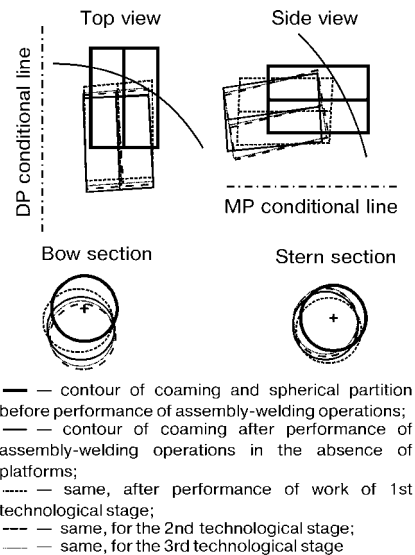 Top view
Side view
DP conditional line
MP conditional line
Bow section
Stern section
— — contour of coaming and spherical partition
before performance of assembly-welding operations;
— — contour of coaming after performance of
assembly-welding operations in the absence of
platforms;
------ — same, after performance of work of 1st
technological stage;
--- — same, for the 2nd technological stage;
— — same, for the 3rd technological stage